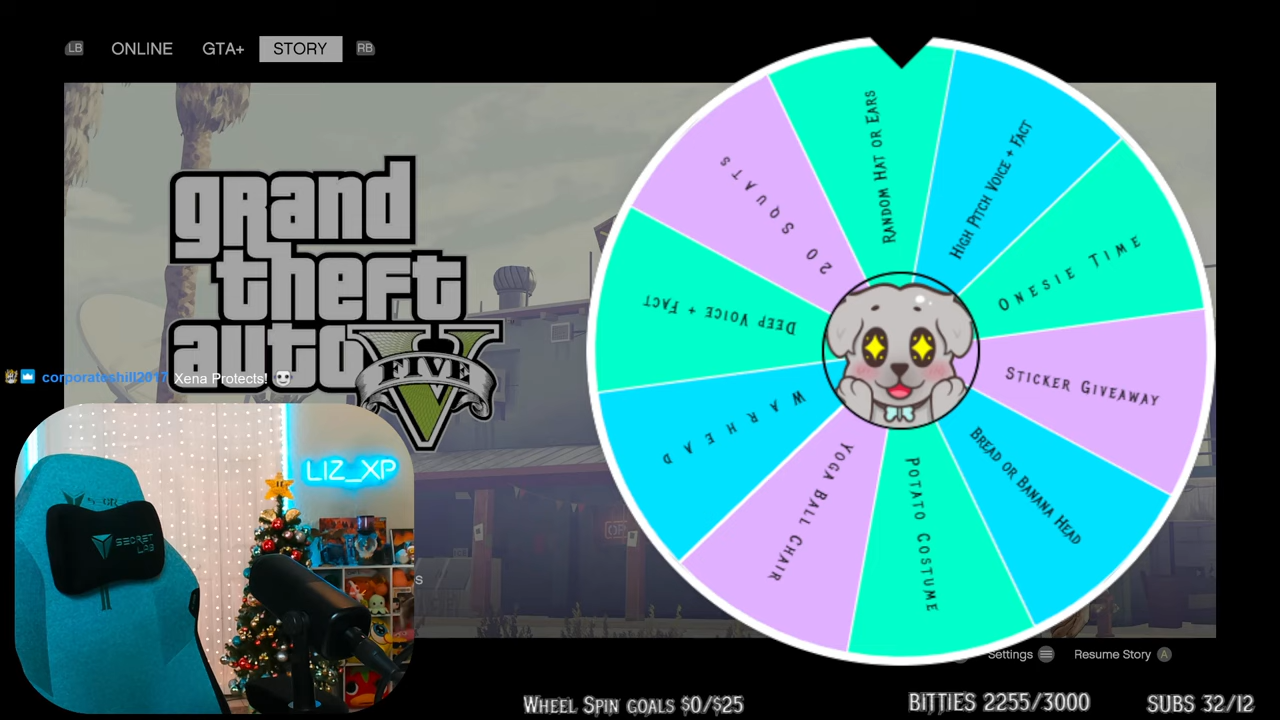 LB ONLINE GTA+ STORY RB
grand
theft
auto V
FIVE
corporateshill2017 Xena Protects!
LIZ_XP
SECRET
LAB
Random Hat or Ears
High Pitch Voice + Fact
Onesie Time
Sticker Giveaway
Bread or Banana Head
Potato Costume
Yoga Ball Chair
Warhead
Deep Voice + Fact
20 Squats
Settings
Resume Story A
Wheel Spin goals $0/$25
BITTIES 2255/3000
SUBS 32/12